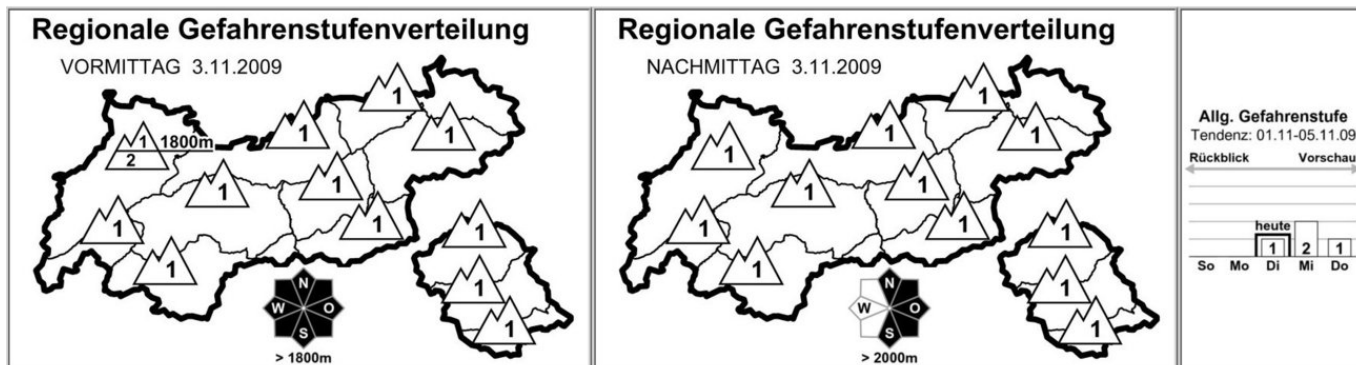 Regionale Gefahrenstufenverteilung
VORMITTAG 3.11.2009
1
1
1
1800m
2
1
1
1
1
1
1
1
1
1
1
N
W O
S
> 1800m
Regionale Gefahrenstufenverteilung
NACHMITTAG 3.11.2009
1
1
1
1
1
1
1
1
1
1
1
1
N
W O
S
> 2000m
Allg. Gefahrenstufe
Tendenz: 01.11-05.11.09
Rückblick Vorschau
heute
1 2 1
So Mo Di Mi Do